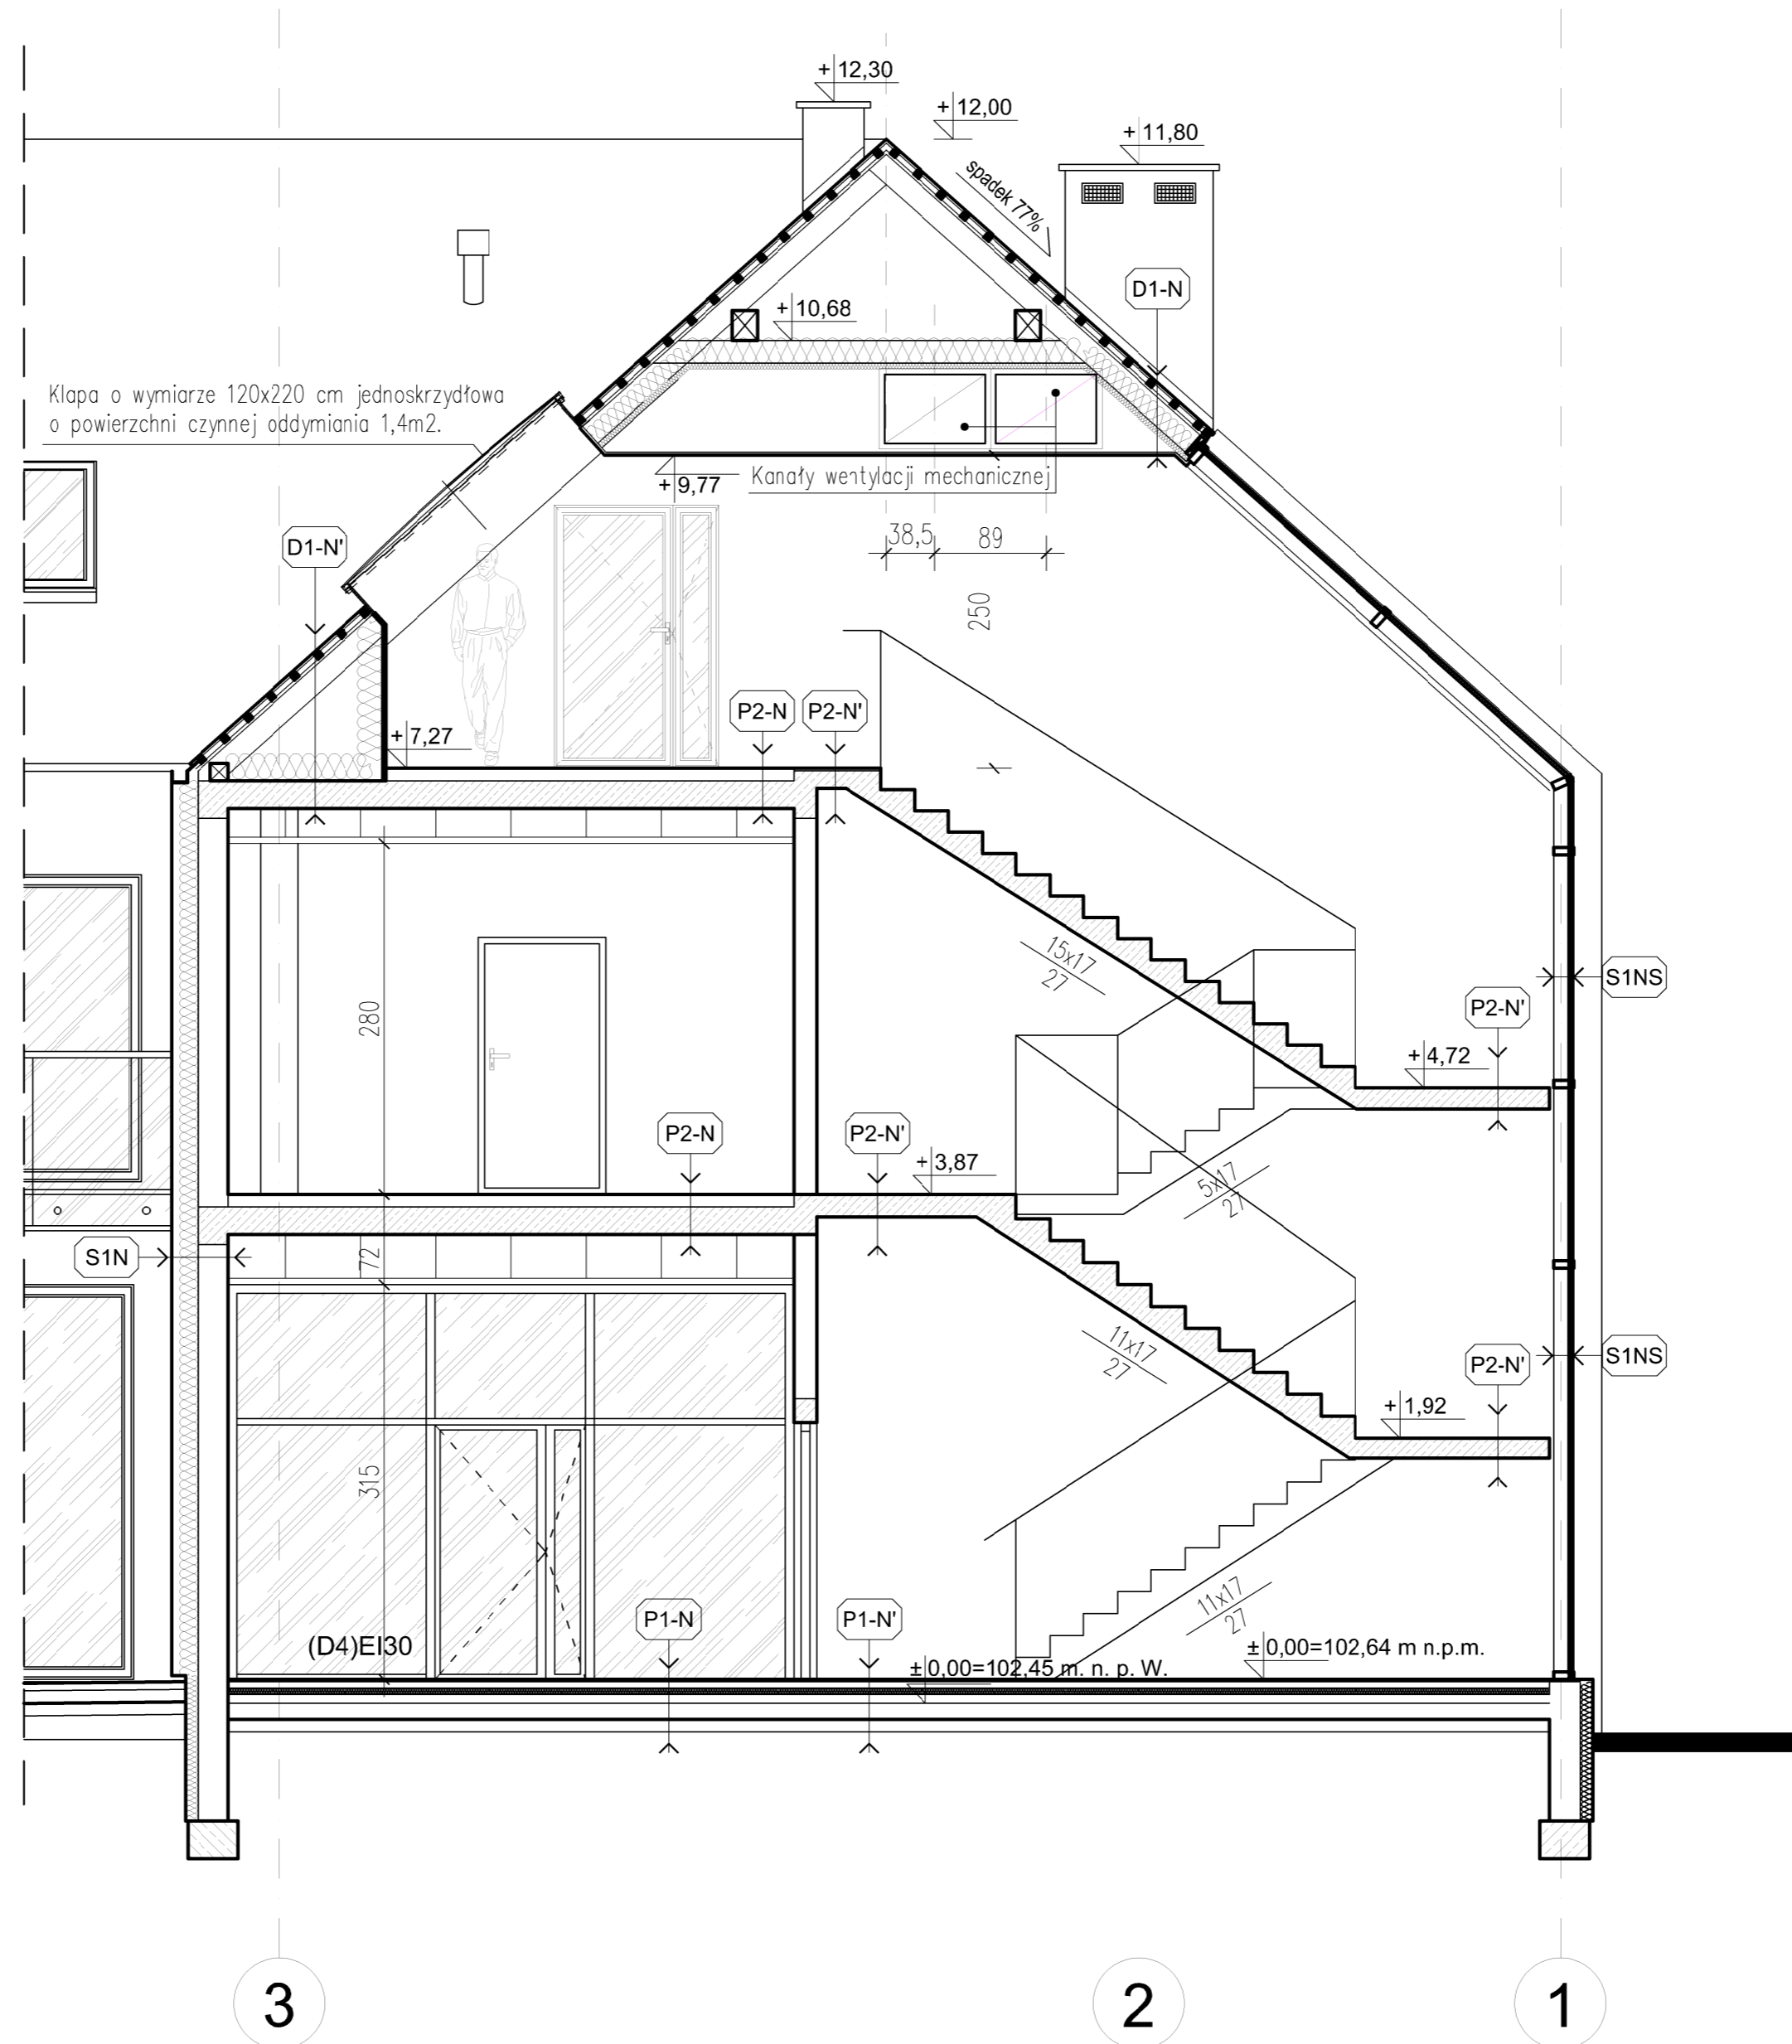 +12,30
+12,00
+11,80
spadek 77%
D1-N
+10,68
Klapa o wymiarze 120x220 cm jednoskrzydłowa
o powierzchni czynnej oddymiania 1,4m2.
+9,77
Kanały wentylacji mechanicznej
D1-N'
38,5
89
250
P2-N
P2-N'
+7,27
15x17
27
S1NS
280
P2-N'
+4,72
P2-N
P2-N'
+3,87
5x17
27
S1N
72
11x17
27
P2-N'
S1NS
+1,92
315
11x17
27
P1-N
P1-N'
(D4)EI30
±0,00=102,64 m n.p.m.
±0,00=102,45 m. n. p. W.
3
2
1